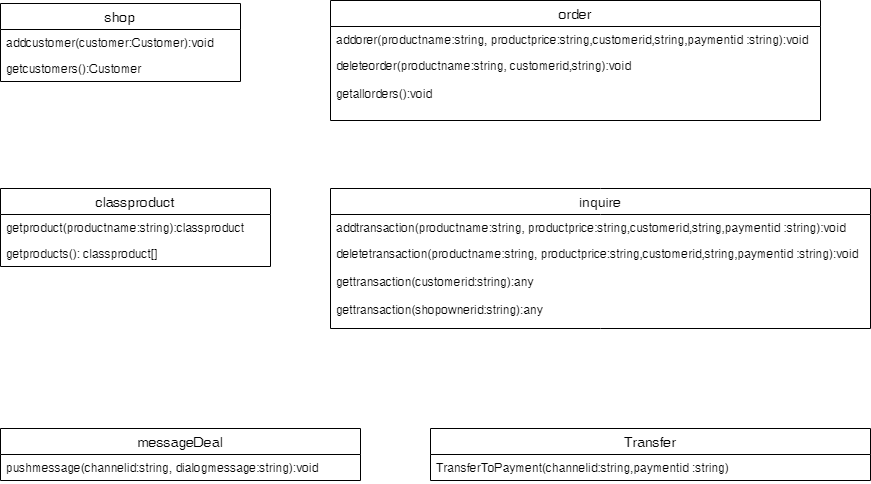 shop
addcustomer(customer:Customer):void
getcustomers():Customer
order
addorer(productname:string, productprice:string,customerid,string,paymentid :string):void
deleteorder(productname:string, customerid,string):void
getallorders():void
classproduct
getproduct(productname:string):classproduct
getproducts(): classproduct[]
inquire
addtransaction(productname:string, productprice:string,customerid,string,paymentid :string):void
deletetransaction(productname:string, productprice:string,customerid,string,paymentid :string):void
gettransaction(customerid:string):any
gettransaction(shopownerid:string):any
messageDeal
pushmessage(channelid:string, dialogmessage:string):void
Transfer
TransferToPayment(channelid:string,paymentid :string)